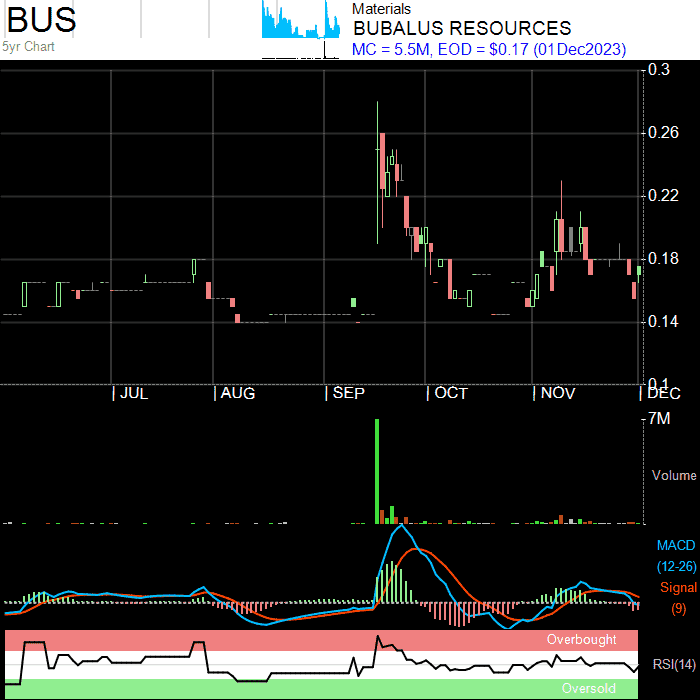 BUS
5yr Chart
Materials
BUBALUS RESOURCES
MC = 5.5M, EOD = $0.17 (01Dec2023)
0.3
0.26
0.22
0.18
0.14
0.1
JUL AUG SEP OCT NOV DEC
7M
Volume
MACD
(12-26)
Signal
(9)
Overbought
RSI(14)
Oversold